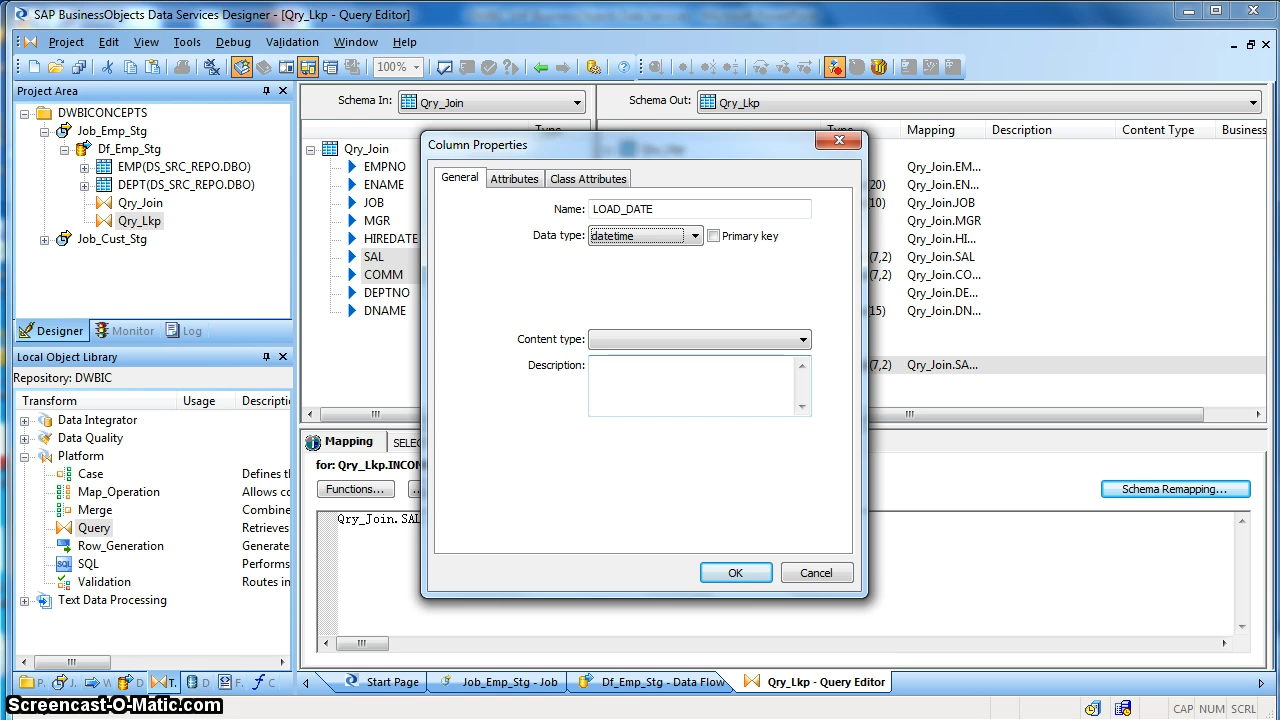 SAP BusinessObjects Data Services Designer - [Qry_Lkp - Query Editor]
Project Edit View Tools Debug Validation Window Help
100%
Project Area
DWBICONCEPTS
Job_Emp_Stg
Df_Emp_Stg
EMP(DS_SRC_REPO.DBO)
DEPT(DS_SRC_REPO.DBO)
Qry_Join
Qry_Lkp
Job_Cust_Stg
Designer Monitor Log
Local Object Library
Repository: DWBIC
Transform Usage Descripti
Data Integrator
Data Quality
Platform
Case Defines th
Map_Operation Allows co
Merge Combine
Query Retrieves
Row_Generation Generate
SQL Performs
Validation Routes in
Text Data Processing
P. J. W D T. D F. C
Schema In: Qry_Join
Schema Out: Qry_Lkp
Type
Qry_Join
EMPNO
ENAME
JOB
MGR
HIREDATE
SAL
COMM
DEPTNO
DNAME
Type Mapping Description Content Type Business
Qry_Join.EM...
20) Qry_Join.EN...
10) Qry_Join.JOB
Qry_Join.MGR
Qry_Join.HI...
Qry_Join.SAL
(7,2) Qry_Join.CO...
Qry_Join.DE...
15) Qry_Join.DN...
(7,2) Qry_Join.SA...
Column Properties
General Attributes Class Attributes
Name: LOAD_DATE
Data type: datetime Primary key
Content type:
Description:
OK Cancel
Mapping SELEC
for: Qry_Lkp.INCON
Functions... ..
Schema Remapping...
Qry_Join.SAL
Start Page Job_Emp_Stg - Job Df_Emp_Stg - Data Flow Qry_Lkp - Query Editor
CAP NUM SCRL
Screencast-O-Matic.com